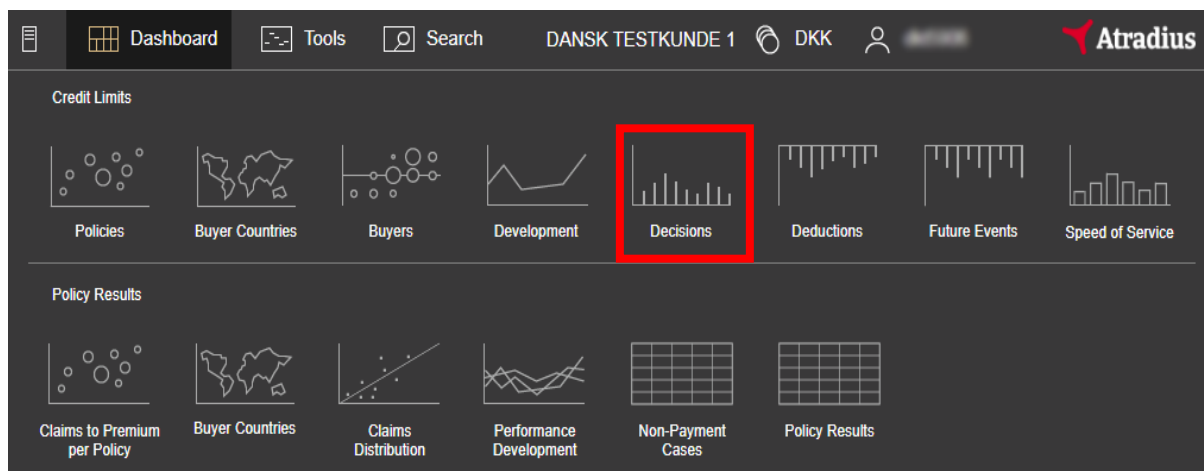 Dashboard Tools Search DANSK TESTKUNDE 1 DKK Atradius
Credit Limits
Policies Buyer Countries Buyers Development Decisions Deductions Future Events Speed of Service
Policy Results
Claims to Premium
per Policy
Buyer Countries
Claims
Distribution
Performance
Development
Non-Payment
Cases
Policy Results